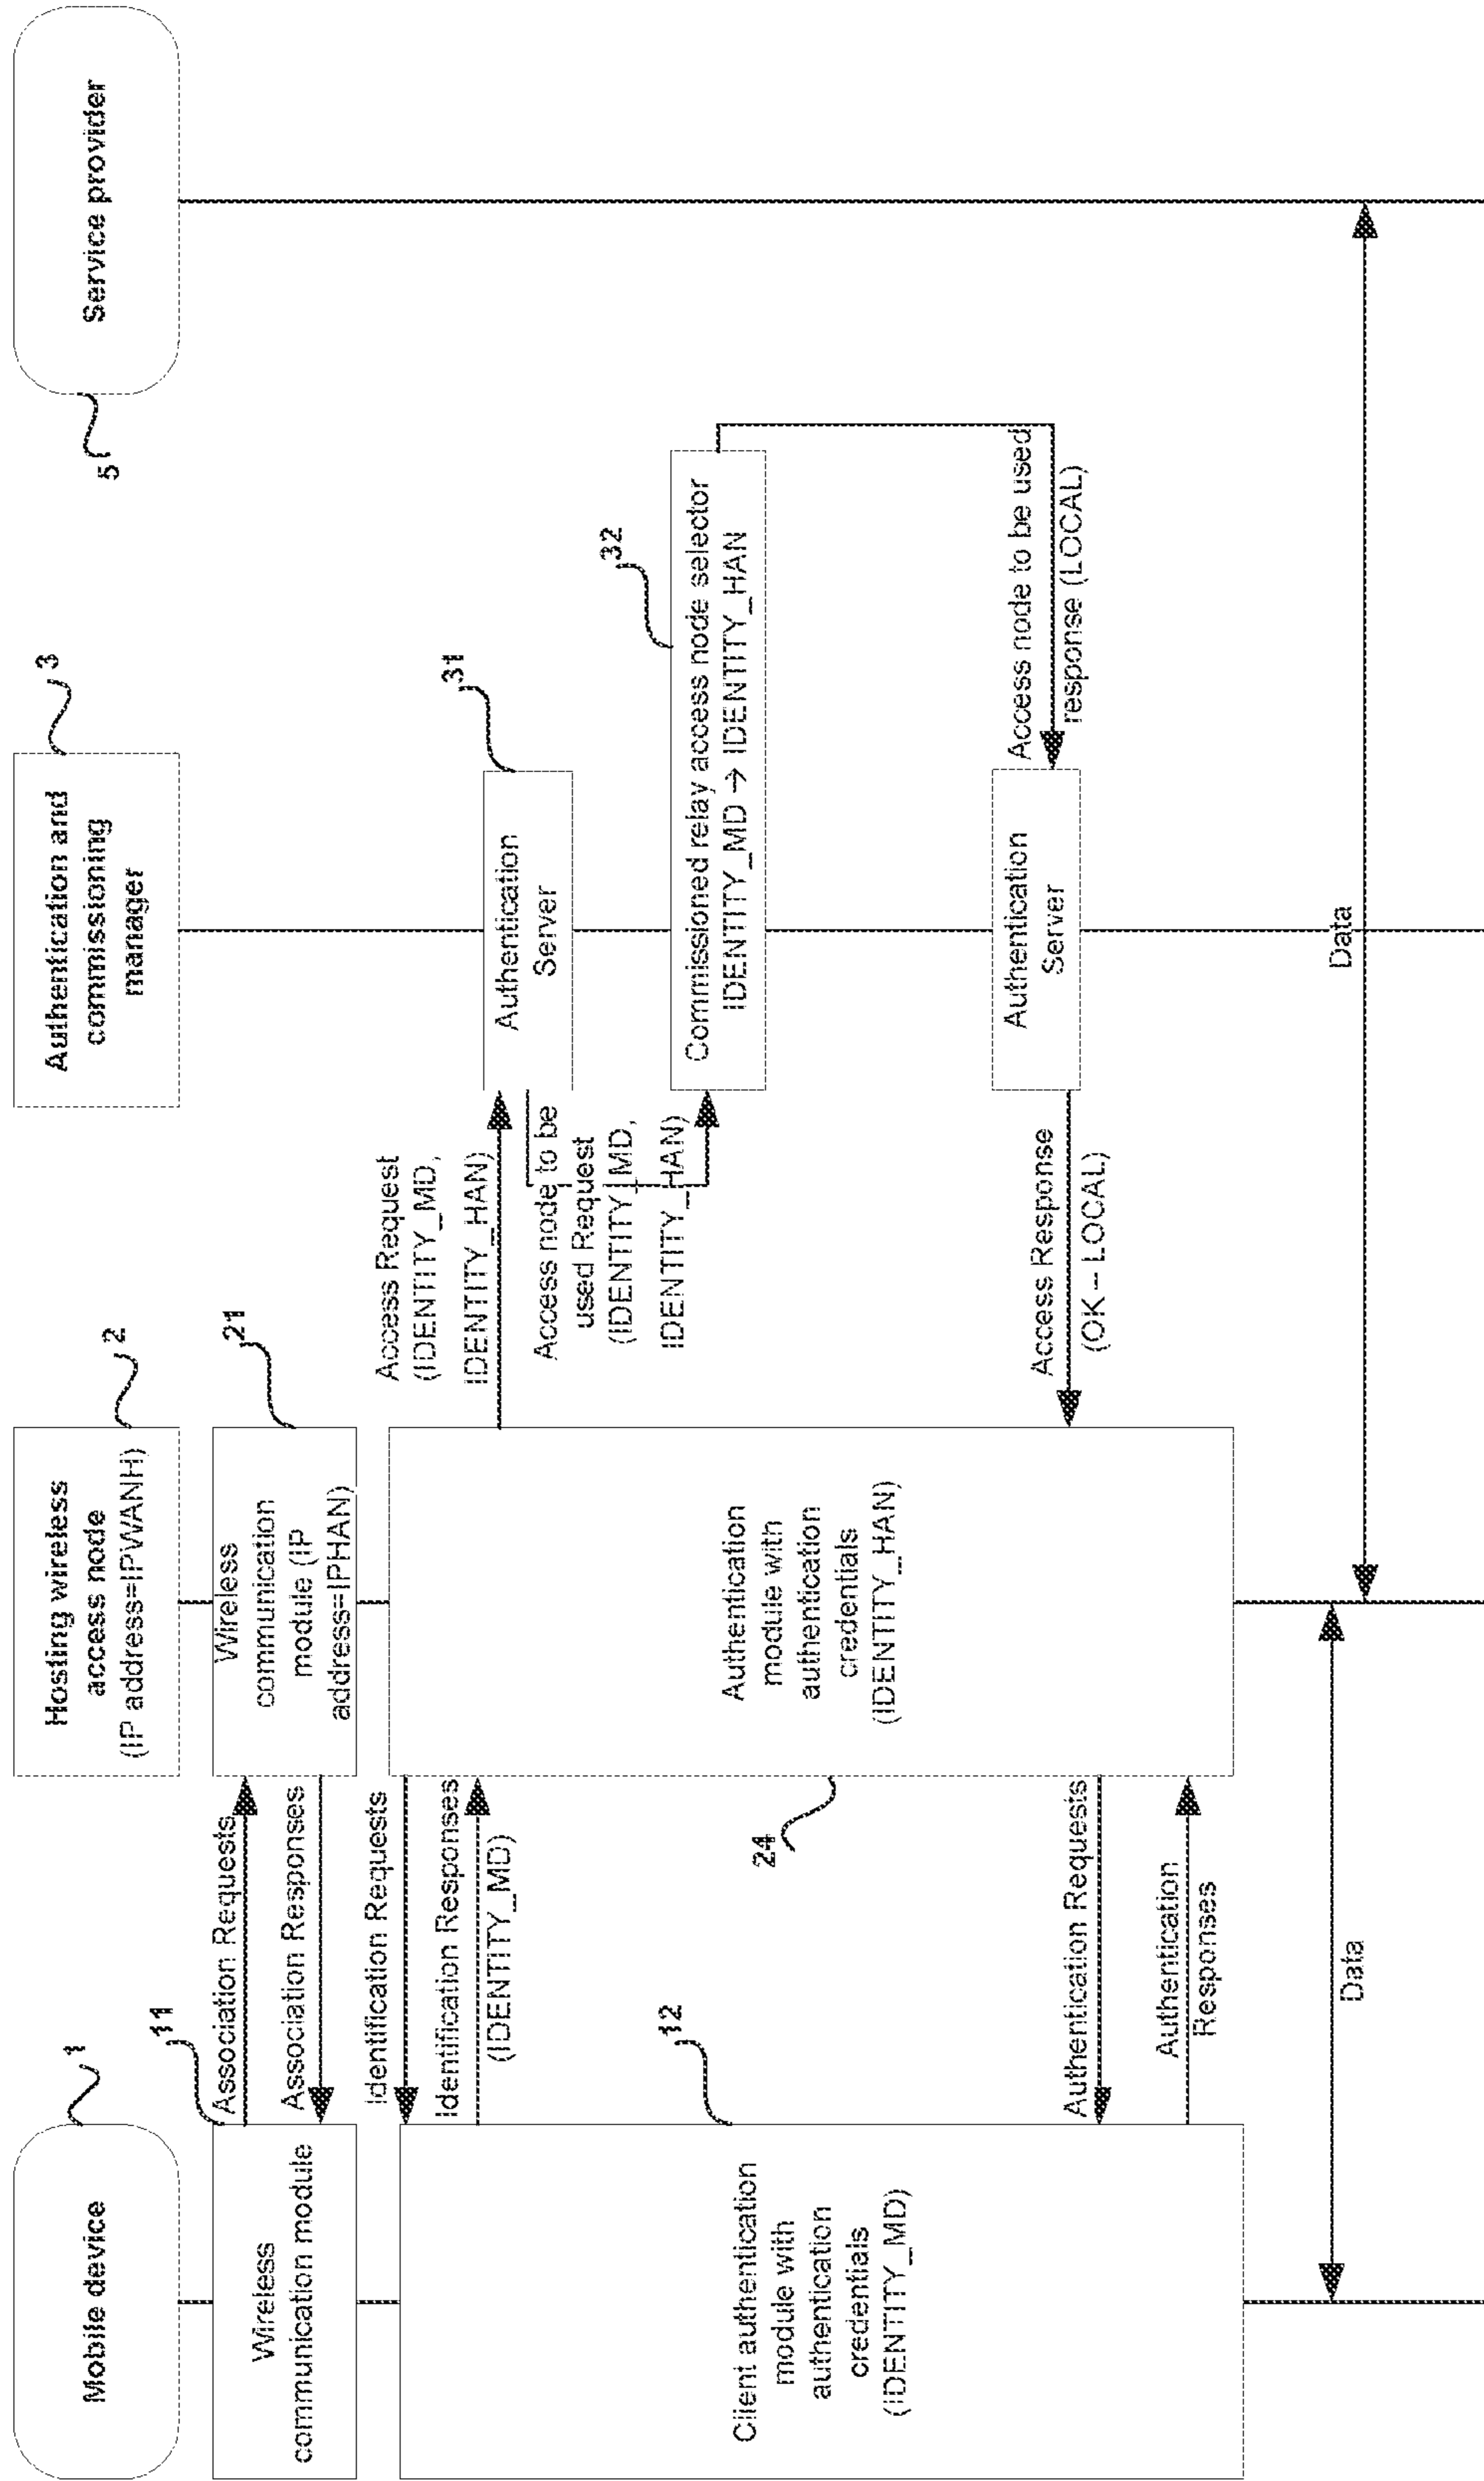 Mobile device
1
Hosting wireless
access node
(IP address=IPWANH)
2
Authentication and
commissioning
manager
3
Service provider
5
Wireless
communication module
11
Association Requests
Association Responses
Wireless
communication
module (IP
address=IPHAN)
21
Identification Requests
Identification Responses
(IDENTITY_MD)
Access Request
(IDENTITY_MD,
IDENTITY_HAN)
Authentication
Server
31
Access node to be
used Request
(IDENTITY_MD,
IDENTITY_HAN)
Commissioned relay access node selector
IDENTITY_MD → IDENTITY_HAN
32
Client authentication
module with
authentication
credentials
(IDENTITY_MD)
12
Authentication
module with
authentication
credentials
(IDENTITY_HAN)
24
Access node to be used
response (LOCAL)
Authentication
Server
Access Response
(OK – LOCAL)
Authentication Requests
Authentication
Responses
Data
Data